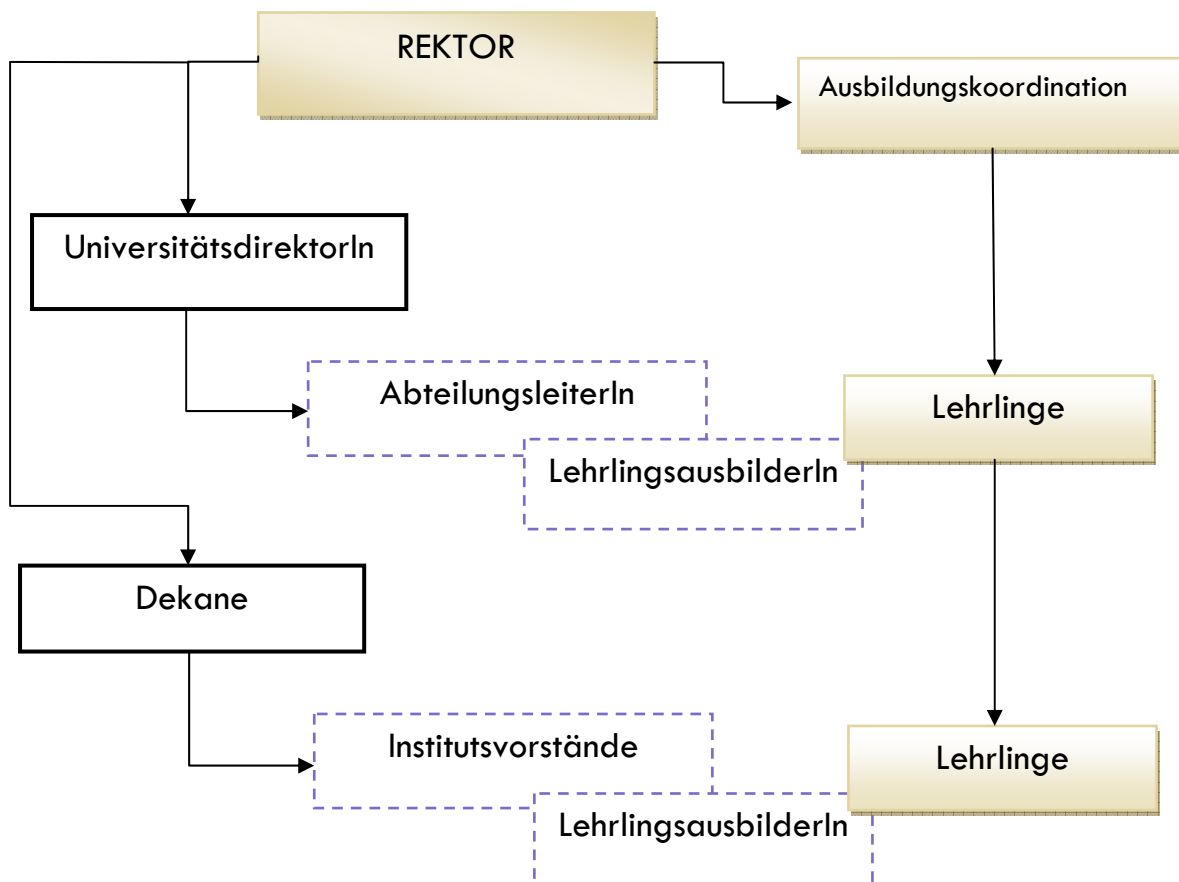 REKTOR
Ausbildungskoordination
UniversitätsdirektorIn
AbteilungsleiterIn
Lehrlinge
LehrlingsausbilderIn
Dekane
Institutsvorstände
Lehrlinge
LehrlingsausbilderIn